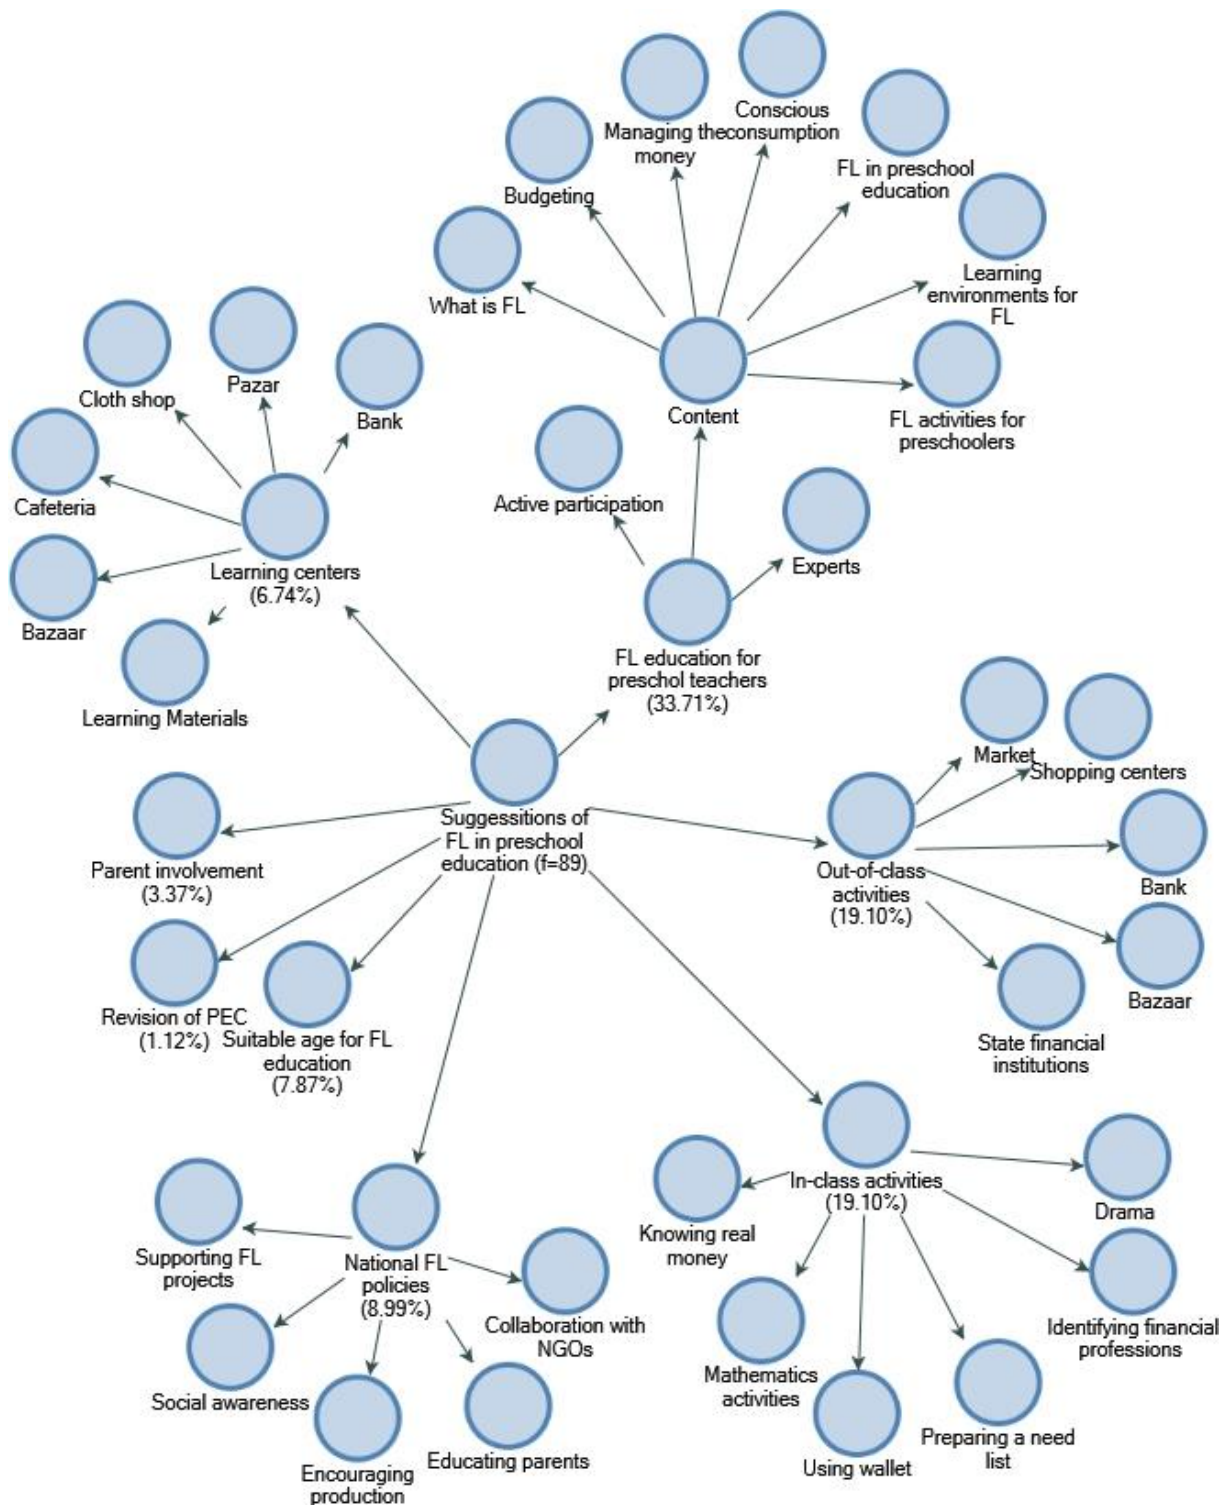 Conscious
consumption
Managing the
money
FL in preschool
education
Budgeting
Learning
environments for
FL
What is FL
Content
FL activities for
preschoolers
Pazar
Cloth shop
Bank
Cafeteria
Learning centers
(6.74%)
Bazaar
Learning Materials
Active participation
Experts
FL education for
preschol teachers
(33.71%)
Suggessitions of
FL in preschool
education (f=89)
Market
Shopping centers
Out-of-class
activities
(19.10%)
Bank
Bazaar
State financial
institutions
Parent involvement
(3.37%)
Revision of PEC
(1.12%)
Suitable age for FL
education
(7.87%)
National FL
policies
(8.99%)
Supporting FL
projects
Social awareness
Encouraging
production
Educating parents
Collaboration with
NGOs
In-class activities
(19.10%)
Knowing real
money
Mathematics
activities
Using wallet
Preparing a need
list
Identifying financial
professions
Drama